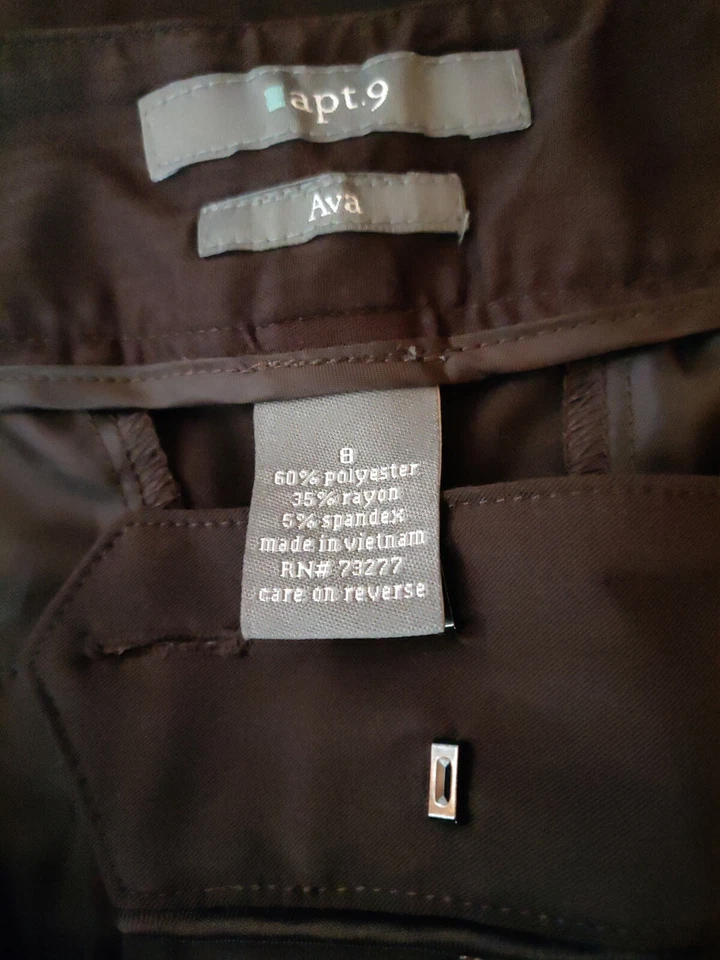 apt.9
Ava
8
60% polyester
35% rayon
5% spandex
made in vietnam
RN# 73277
care on reverse